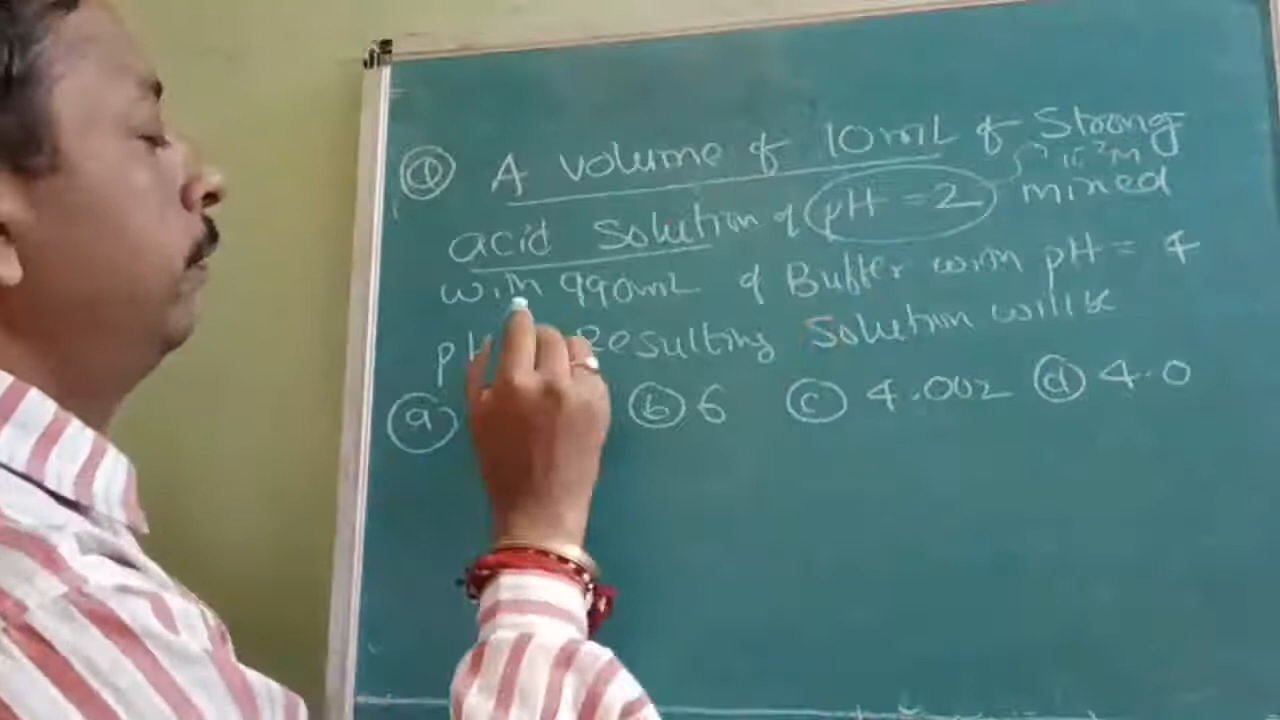 Q A volume of 10mL of Strong
10⁻²M
acid solution of pH = 2 mixed
with 990mL of Buffer with pH = 4
pH Resulting Solution will be
a b 6 c 4.002 d 4.0